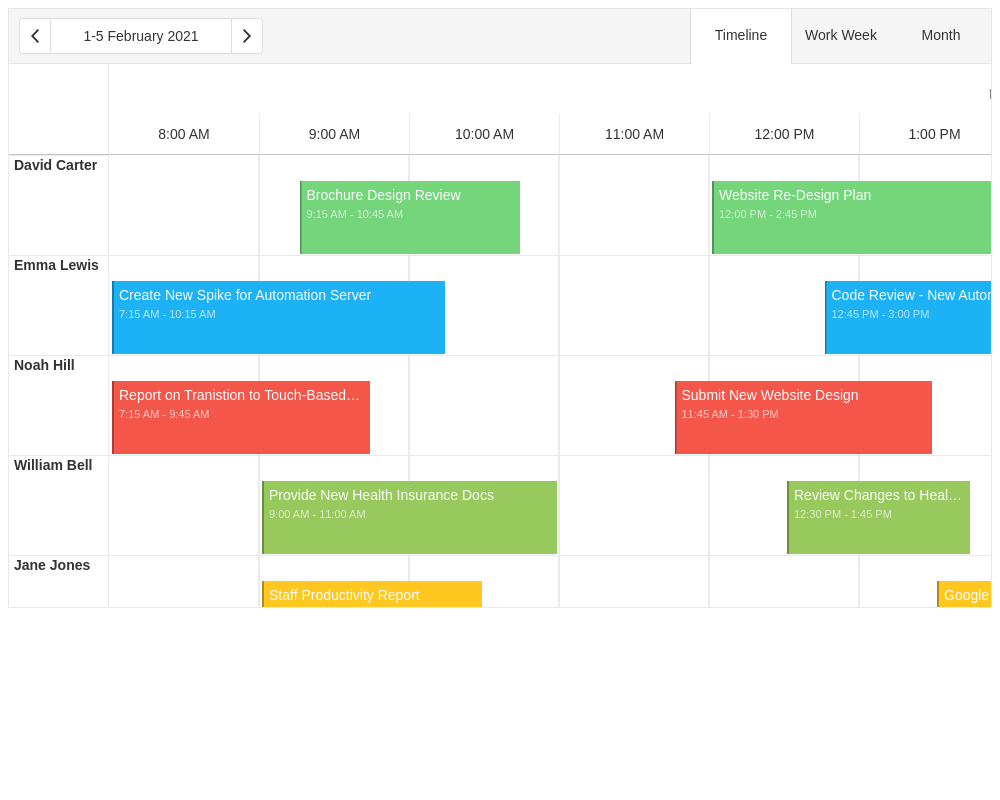 1-5 February 2021
Timeline
Work Week
Month
8:00 AM
9:00 AM
10:00 AM
11:00 AM
12:00 PM
1:00 PM
David Carter
Brochure Design Review
9:15 AM - 10:45 AM
Website Re-Design Plan
12:00 PM - 2:45 PM
Emma Lewis
Create New Spike for Automation Server
7:15 AM - 10:15 AM
Code Review - New Autor
12:45 PM - 3:00 PM
Noah Hill
Report on Tranistion to Touch-Based…
7:15 AM - 9:45 AM
Submit New Website Design
11:45 AM - 1:30 PM
William Bell
Provide New Health Insurance Docs
9:00 AM - 11:00 AM
Review Changes to Heal…
12:30 PM - 1:45 PM
Jane Jones
Staff Productivity Report
Google